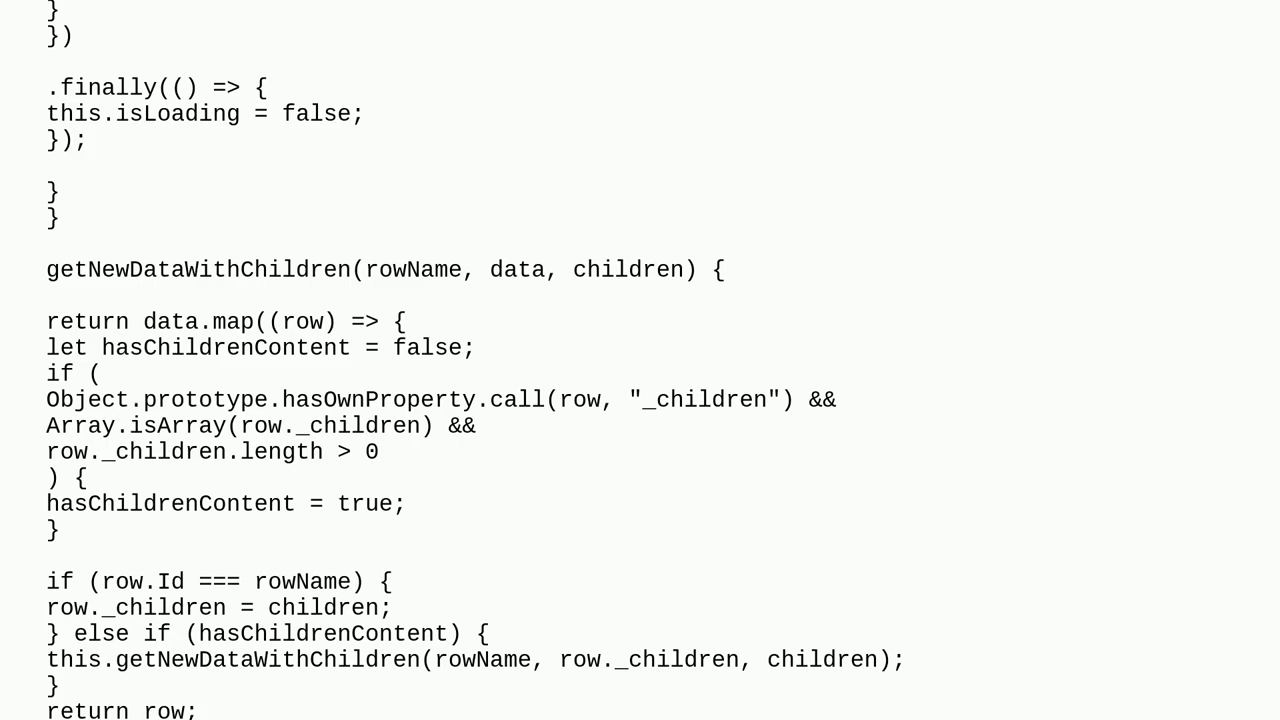 }
})
.finally(() => {
this.isLoading = false;
});
}
}
getNewDataWithChildren(rowName, data, children) {
return data.map((row) => {
let hasChildrenContent = false;
if (
Object.prototype.hasOwnProperty.call(row, "_children") &&
Array.isArray(row._children) &&
row._children.length > 0
) {
hasChildrenContent = true;
}
if (row.Id === rowName) {
row._children = children;
} else if (hasChildrenContent) {
this.getNewDataWithChildren(rowName, row._children, children);
}
return row;